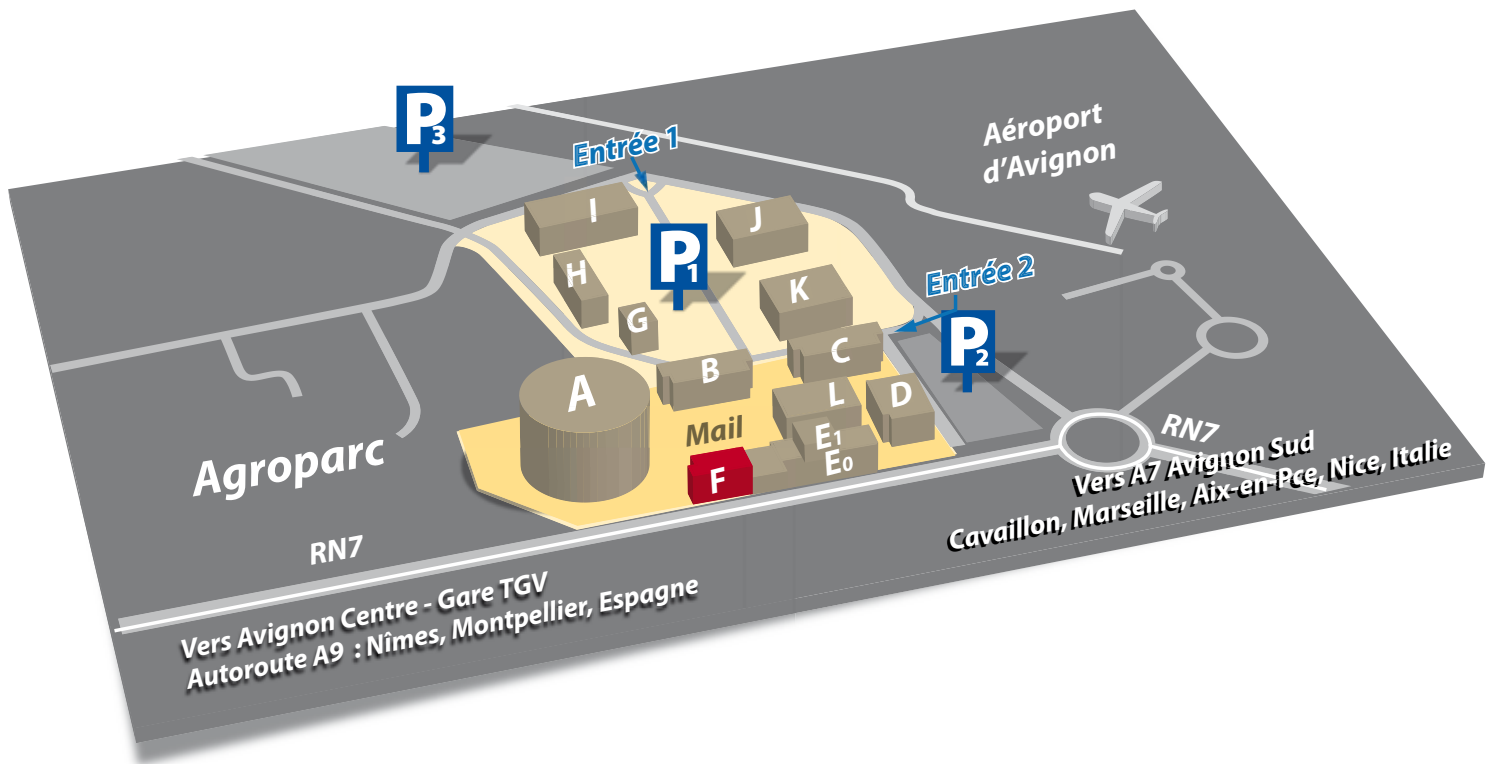 P3
Entrée 1
Aéroport
d'Avignon
I
J
P1
H
K
Entrée 2
G
P2
C
B
A
L
D
Mail
E1
E0
F
Agroparc
RN7
Vers A7 Avignon Sud
Cavaillon, Marseille, Aix-en-Pce, Nice, Italie
RN7
Vers Avignon Centre - Gare TGV
Autoroute A9 : Nîmes, Montpellier, Espagne